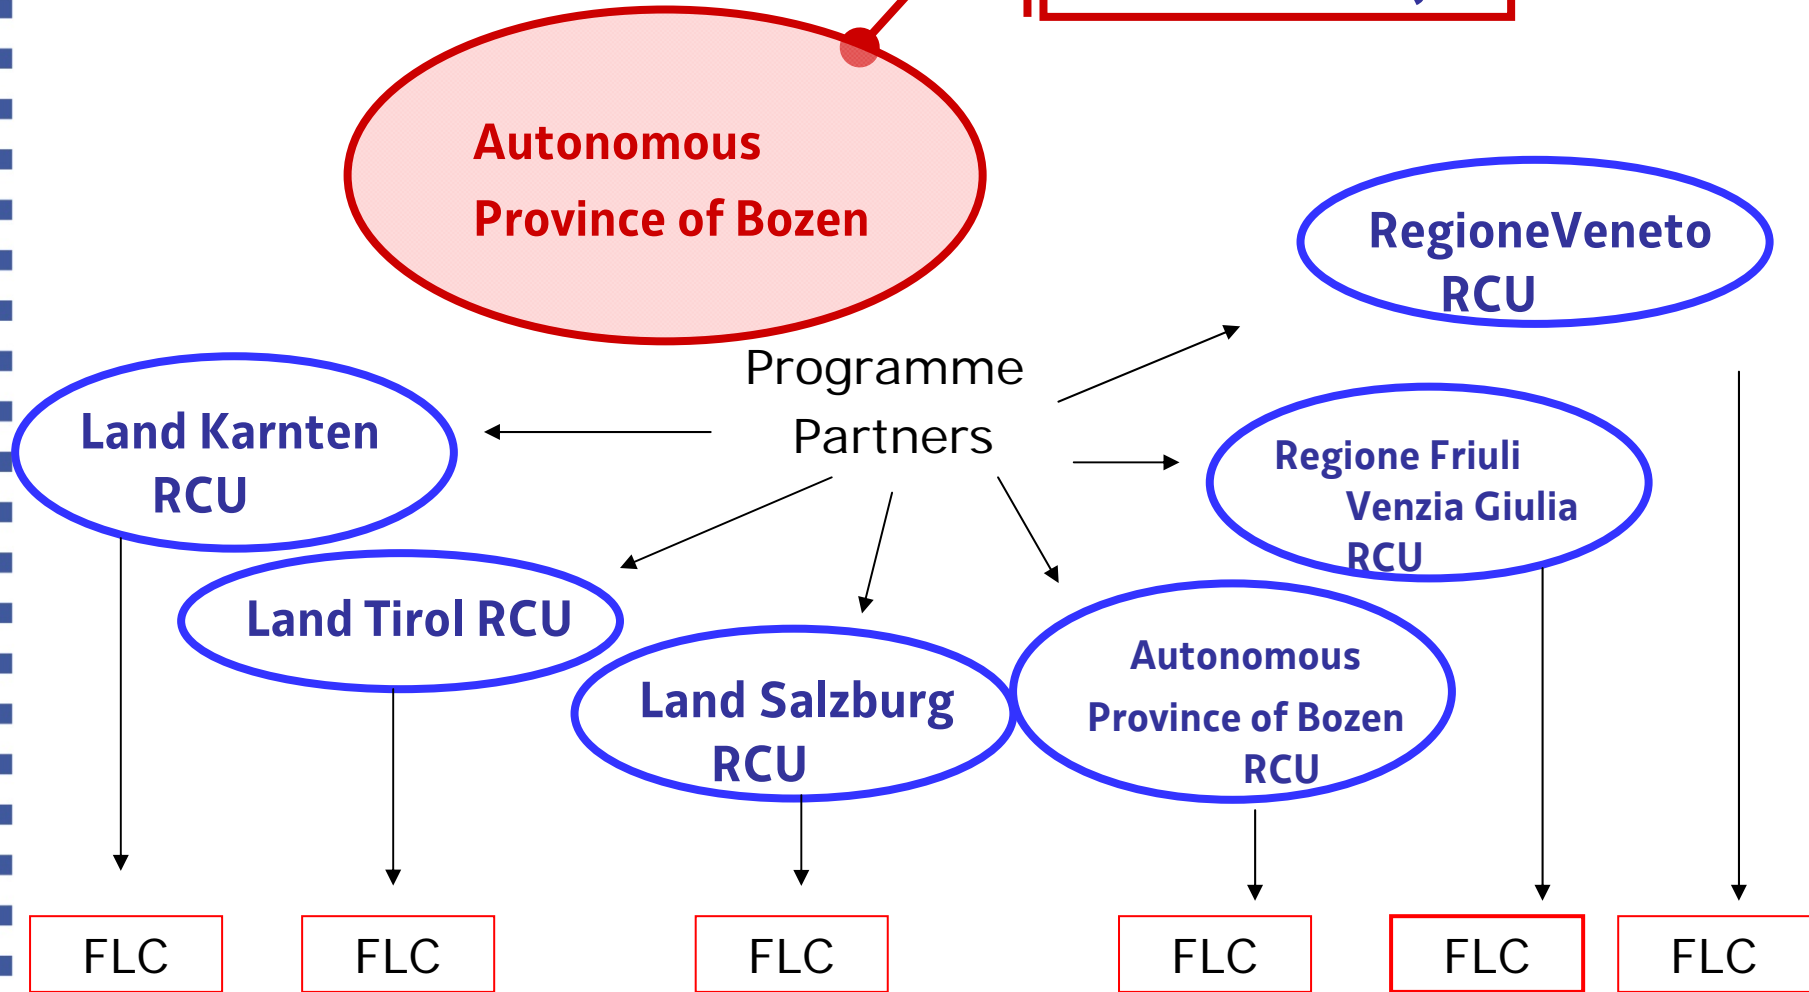 Autonomous
Province of Bozen
RegioneVeneto
RCU
Programme
Partners
Land Karnten
RCU
Regione Friuli
Venzia Giulia
RCU
Land Tirol RCU
Land Salzburg
RCU
Autonomous
Province of Bozen
RCU
FLC
FLC
FLC
FLC
FLC
FLC